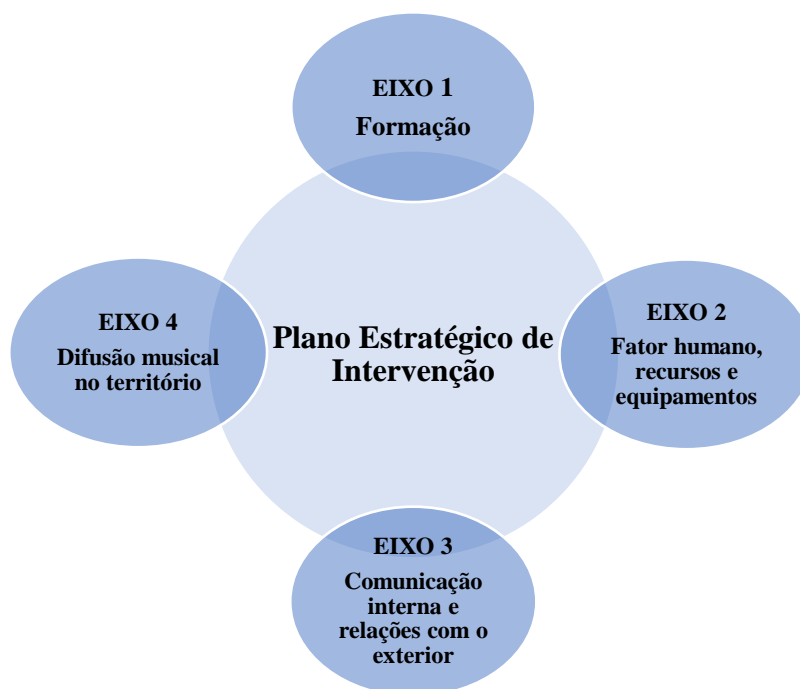 EIXO 1
Formação
EIXO 4
Difusão musical
no território
Plano Estratégico de
Intervenção
EIXO 2
Fator humano,
recursos e
equipamentos
EIXO 3
Comunicação
interna e
relações com o
exterior